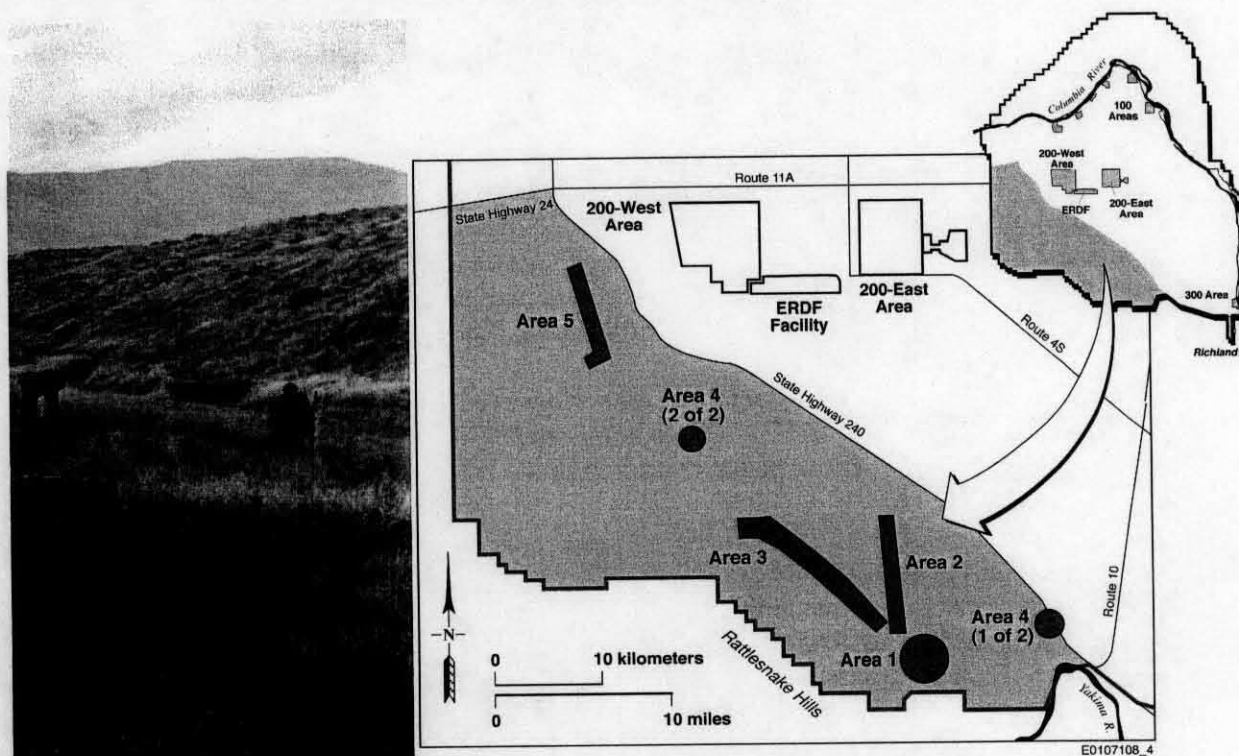 Columbia River
100
Areas
200-West
Area
ERDF
200-East
Area
300 Area
Richland
Route 11A
State Highway 24
200-West
Area
ERDF
Facility
200-East
Area
Route 4S
Area 5
Area 4
(2 of 2)
State Highway 240
Area 3
Area 2
Route 10
Area 4
(1 of 2)
Area 1
N
0
10 kilometers
0
10 miles
Rattlesnake Hills
Yakima R.
E0107108_4